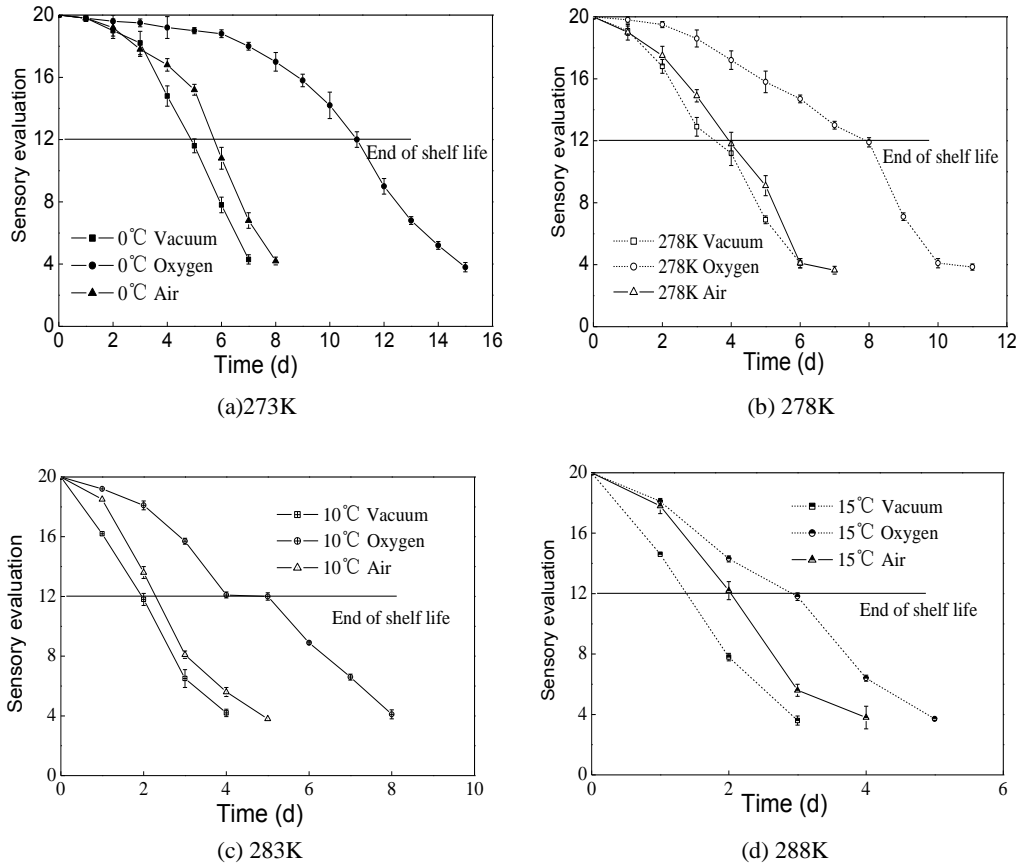 20
16
12
8
4
0
Sensory evaluation
End of shelf life
0℃ Vacuum
0℃ Oxygen
0℃ Air
0 2 4 6 8 10 12 14 16
Time (d)
(a)273K
20
16
12
8
4
0
Sensory evaluation
End of shelf life
278K Vacuum
278K Oxygen
278K Air
0 2 4 6 8 10 12
Time (d)
(b) 278K
20
16
12
8
4
0
Sensory evaluation
10℃ Vacuum
10℃ Oxygen
10℃ Air
End of shelf life
0 2 4 6 8 10
Time (d)
(c) 283K
20
16
12
8
4
0
Sensory evaluation
15℃ Vacuum
15℃ Oxygen
15℃ Air
End of shelf life
0 2 4 6
Time (d)
(d) 288K